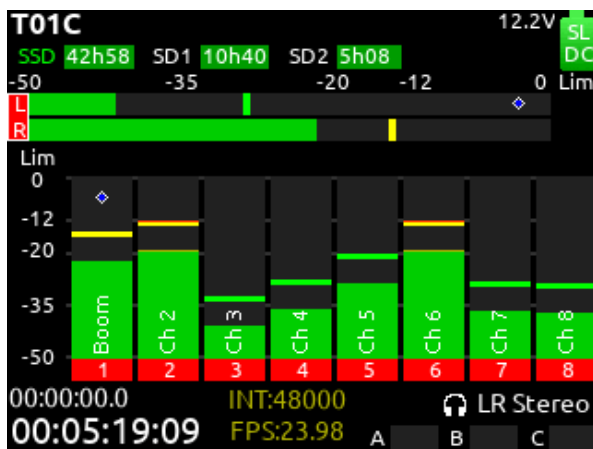 T01C 12.2V SL
SSD 42h58 SD1 10h40 SD2 5h08 DC
-50 -35 -20 -12 0 Lim
L
R
Lim
0
-12
-20
-35
-50
Boom Ch 2 Ch 3 Ch 4 Ch 5 Ch 6 Ch 7 Ch 8
1 2 3 4 5 6 7 8
00:00:00.0 INT:48000 LR Stereo
00:05:19:09 FPS:23.98 A B C